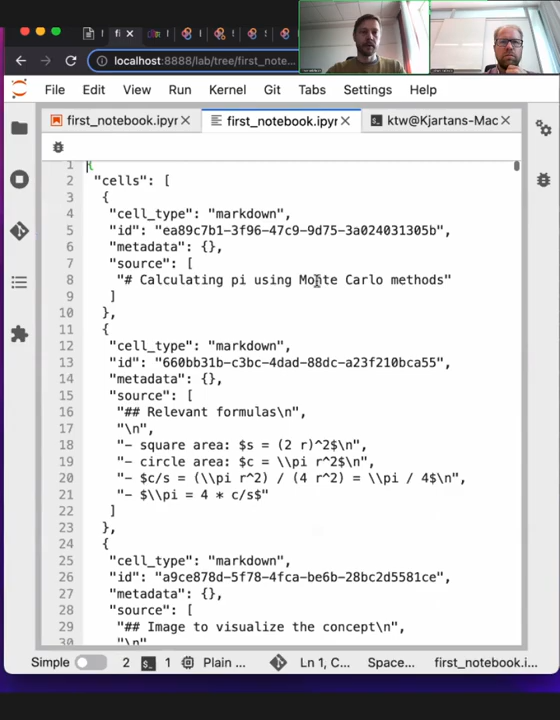 fi
localhost:8888/lab/tree/first_note...
File Edit View Run Kernel Git Tabs Settings Help
first_notebook.ipyr
first_notebook.ipyr
ktw@Kjartans-Mac
1 {
2 "cells": [
3 {
4 "cell_type": "markdown",
5 "id": "ea89c7b1-3f96-47c9-9d75-3a024031305b",
6 "metadata": {},
7 "source": [
8 "# Calculating pi using Monte Carlo methods"
9 ]
10 },
11 {
12 "cell_type": "markdown",
13 "id": "660bb31b-c3bc-4dad-88dc-a23f210bca55",
14 "metadata": {},
15 "source": [
16 "## Relevant formulas\n",
17 "\n",
18 "- square area: $s = (2 r)^2$\n",
19 "- circle area: $c = \\pi r^2$\n",
20 "- $c/s = (\\pi r^2) / (4 r^2) = \\pi / 4$\n",
21 "- $\\pi = 4 * c/s$"
22 ]
23 },
24 {
25 "cell_type": "markdown",
26 "id": "a9ce878d-5f78-4fca-be6b-28bc2d5581ce",
27 "metadata": {},
28 "source": [
29 "## Image to visualize the concept\n",
30 "\n",
Simple 2 1 Plain ... Ln 1, C... Space... first_notebook.i...